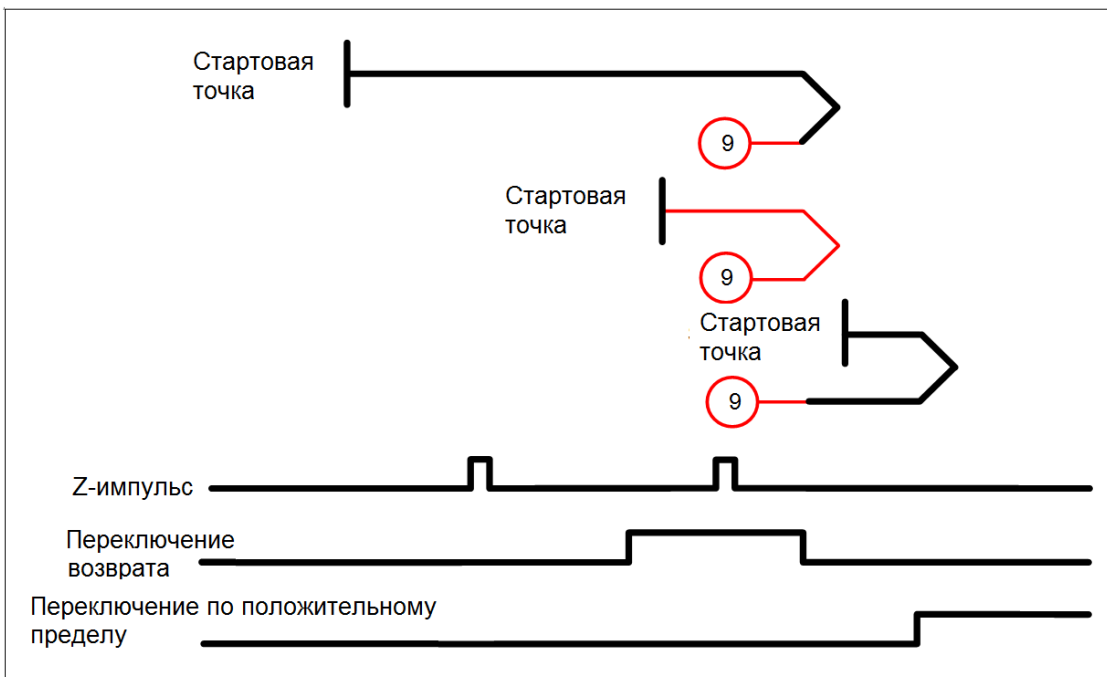 Стартовая
точка
9
Стартовая
точка
9
Стартовая
точка
9
Z-импульс
Переключение
возврата
Переключение по положительному
пределу